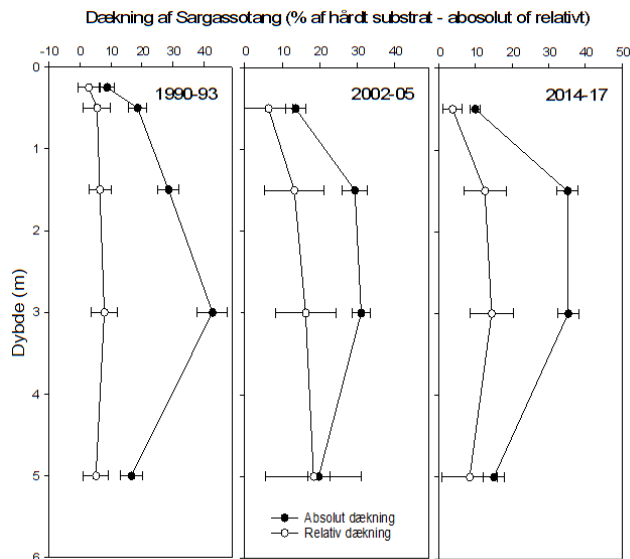 Dækning af Sargassotang (% af hårdt substrat - abosolut of relativt)
0 10 20 30 40
0 10 20 30 40
0 10 20 30 40 50
0
1990-93
2002-05
2014-17
1
2
Dybde (m)
3
4
5
Absolut dækning
Relativ dækning
6